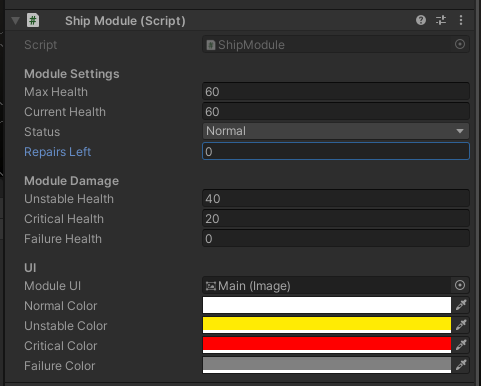 Ship Module (Script)
Script ShipModule
Module Settings
Max Health 60
Current Health 60
Status Normal
Repairs Left 0
Module Damage
Unstable Health 40
Critical Health 20
Failure Health 0
UI
Module UI Main (Image)
Normal Color
Unstable Color
Critical Color
Failure Color